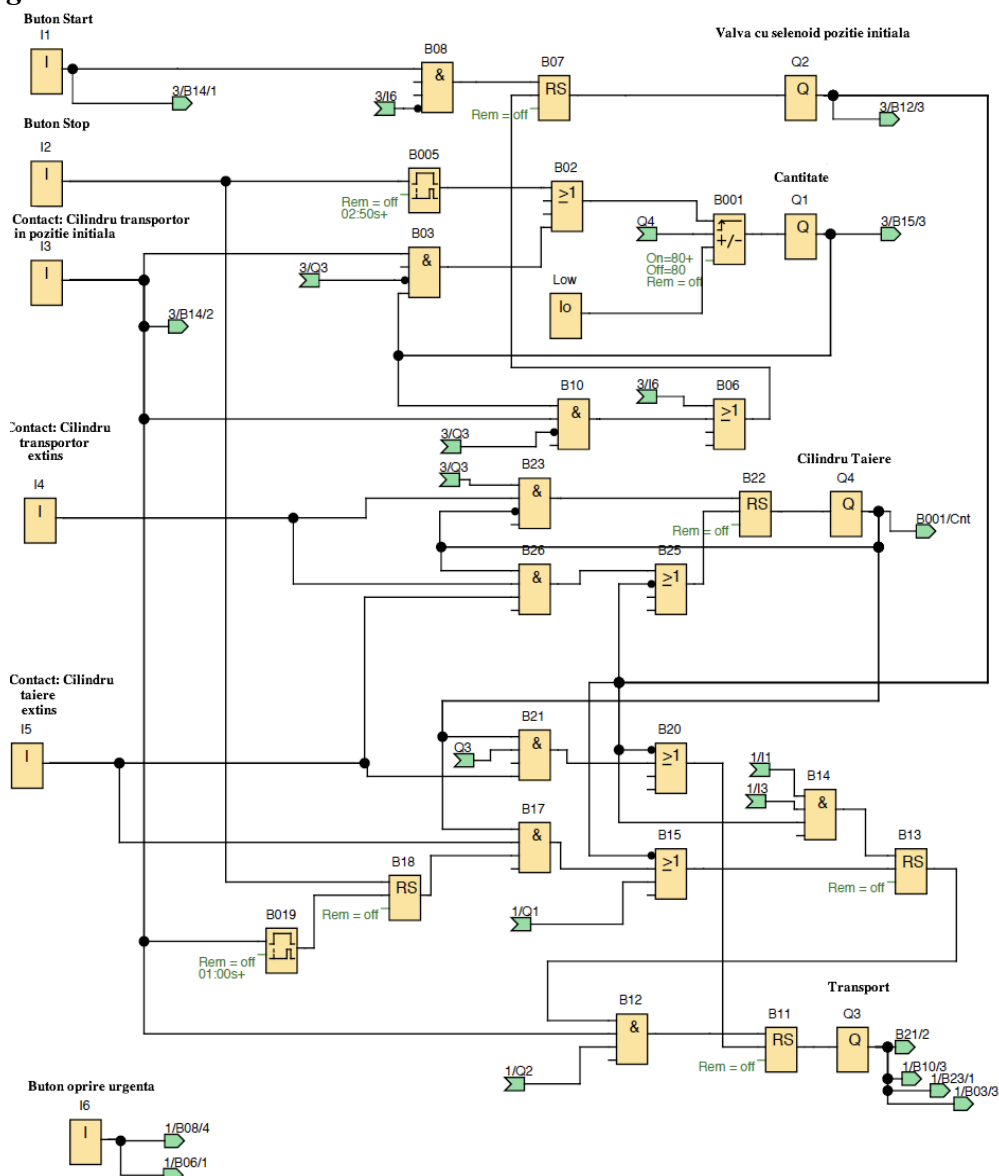 Buton Start
I1
I
3/B14/1
B08
&
3/I6
B07
RS
Rem = off
Valva cu selenoid pozitie initiala
Q2
Q
3/B12/3
Buton Stop
I2
I
B005
Rem = off
02:50s+
B02
≥1
Cantitate
B001
+/-
Q4
On=80+
Off=80
Rem = off
Q1
Q
3/B15/3
Contact: Cilindru transportor
in pozitie initiala
I3
I
3/B14/2
B03
&
3/Q3
Low
lo
B10
&
3/Q3
3/I6
B06
≥1
Contact: Cilindru
transportor
extins
I4
I
3/Q3
B23
&
B22
RS
Rem = off
Cilindru Taiere
Q4
Q
B001/Cnt
B26
&
B25
≥1
Contact: Cilindru
taiere
extins
I5
I
B21
&
Q3
B20
≥1
1/I1
1/I3
B14
&
B17
&
B15
≥1
1/Q1
B13
RS
Rem = off
B18
RS
Rem = off
B019
Rem = off
01:00s+
B12
&
1/Q2
B11
RS
Rem = off
Transport
Q3
Q
B21/2
1/B10/3
1/B23/1
1/B03/3
Buton oprire urgenta
I6
I
1/B08/4
1/B06/1